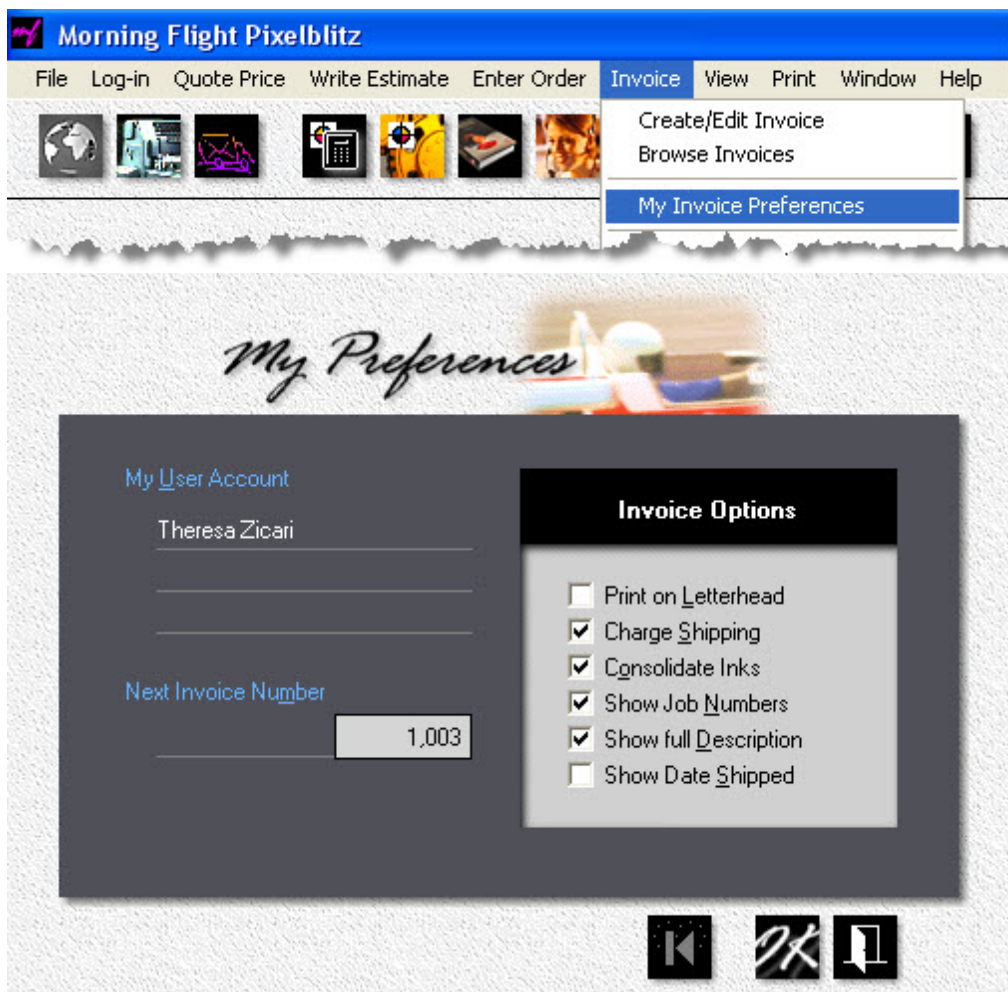 mf Morning Flight Pixelblitz
File Log-in Quote Price Write Estimate Enter Order Invoice View Print Window Help
Create/Edit Invoice
Browse Invoices
My Invoice Preferences
My Preferences
My User Account
Theresa Zicari
Next Invoice Number
1,003
Invoice Options
Print on Letterhead
Charge Shipping
Consolidate Inks
Show Job Numbers
Show full Description
Show Date Shipped
OK